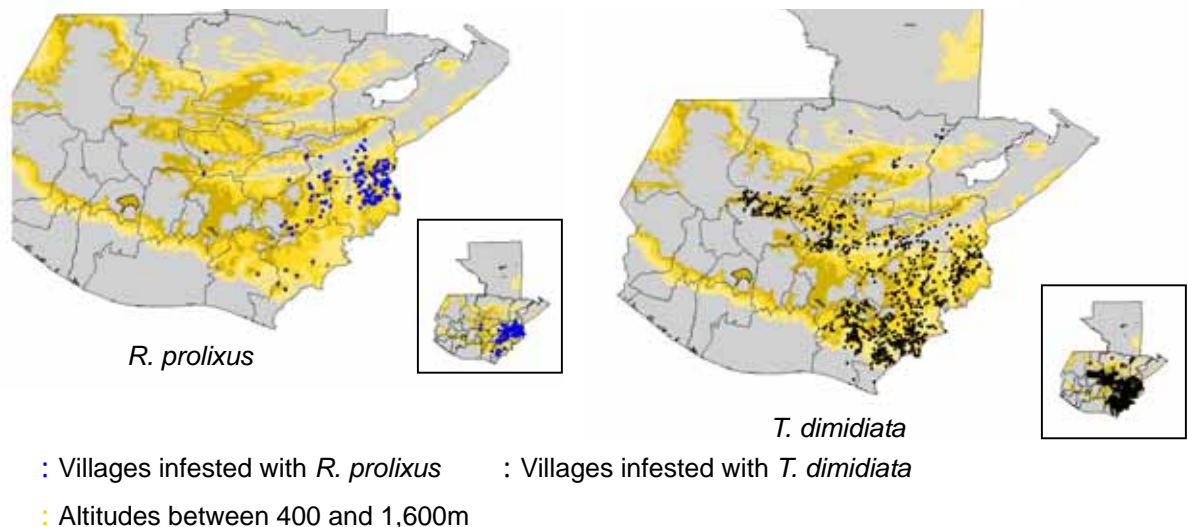 R. prolixus
T. dimidiata
: Villages infested with R. prolixus : Villages infested with T. dimidiata
: Altitudes between 400 and 1,600m